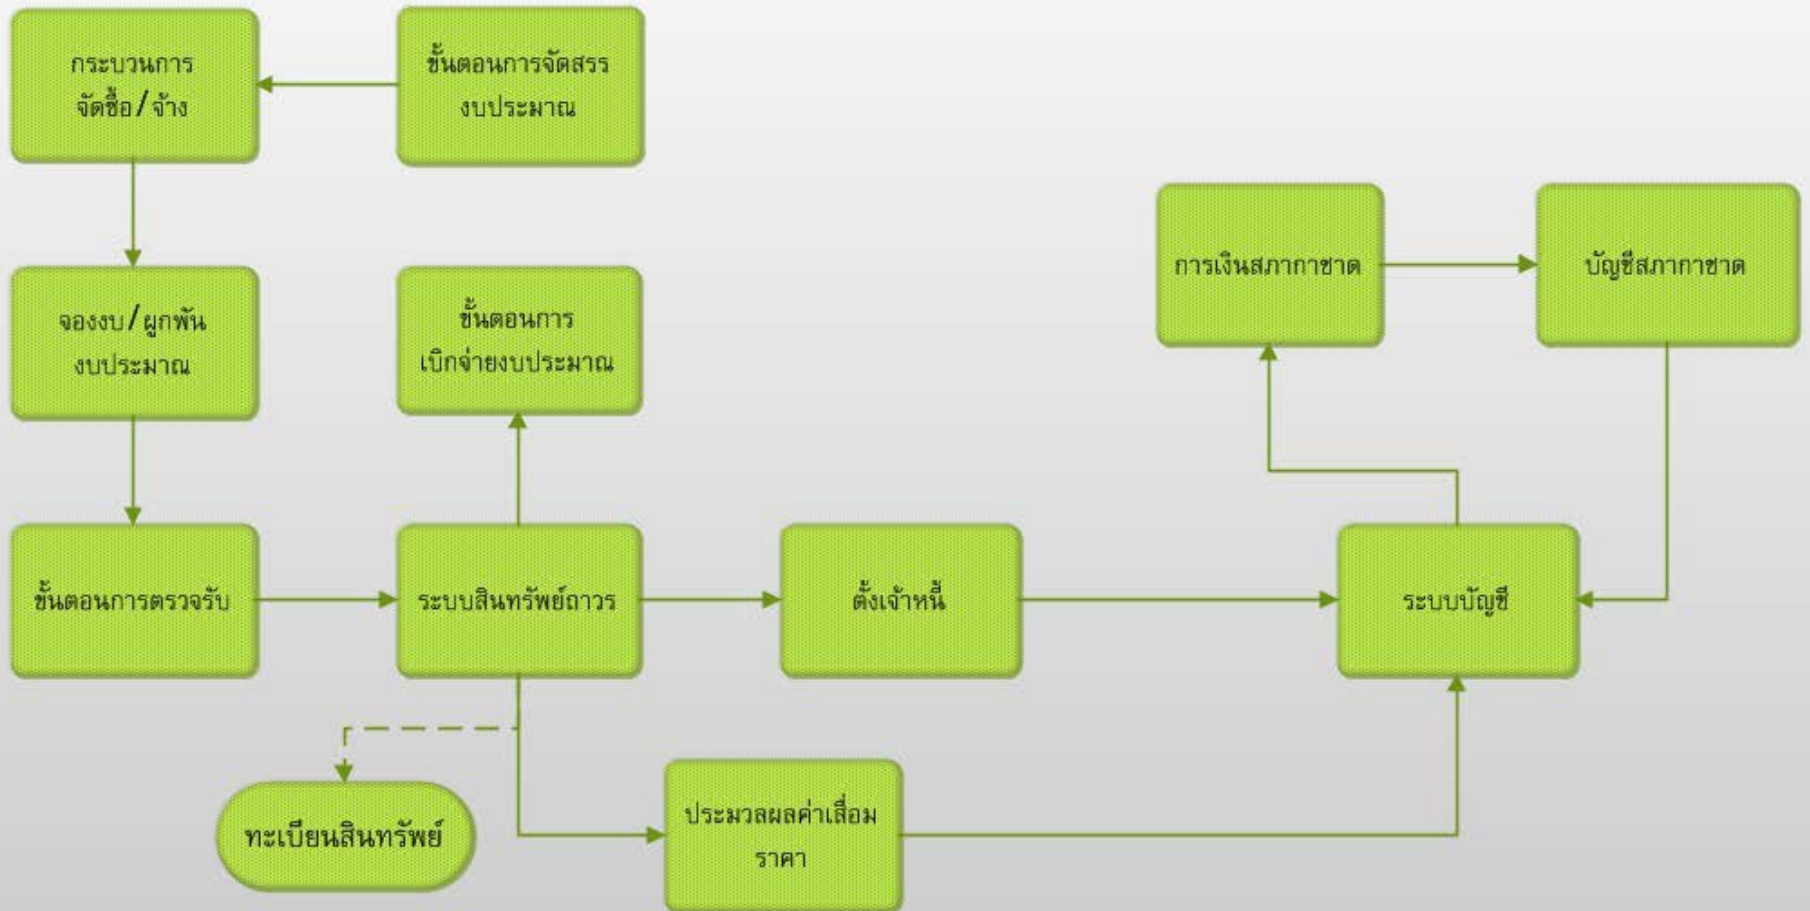 กระบวนการ
จัดซื้อ/จ้าง
ขั้นตอนการจัดสรร
งบประมาณ
การเงินสภากาชาด
บัญชีสภากาชาด
จองงบ/ผูกพัน
งบประมาณ
ขั้นตอนการ
เบิกจ่ายงบประมาณ
ขั้นตอนการตรวจรับ
ระบบสินทรัพย์ถาวร
ตั้งเจ้าหนี้
ระบบบัญชี
ทะเบียนสินทรัพย์
ประมวลผลค่าเสื่อม
ราคา